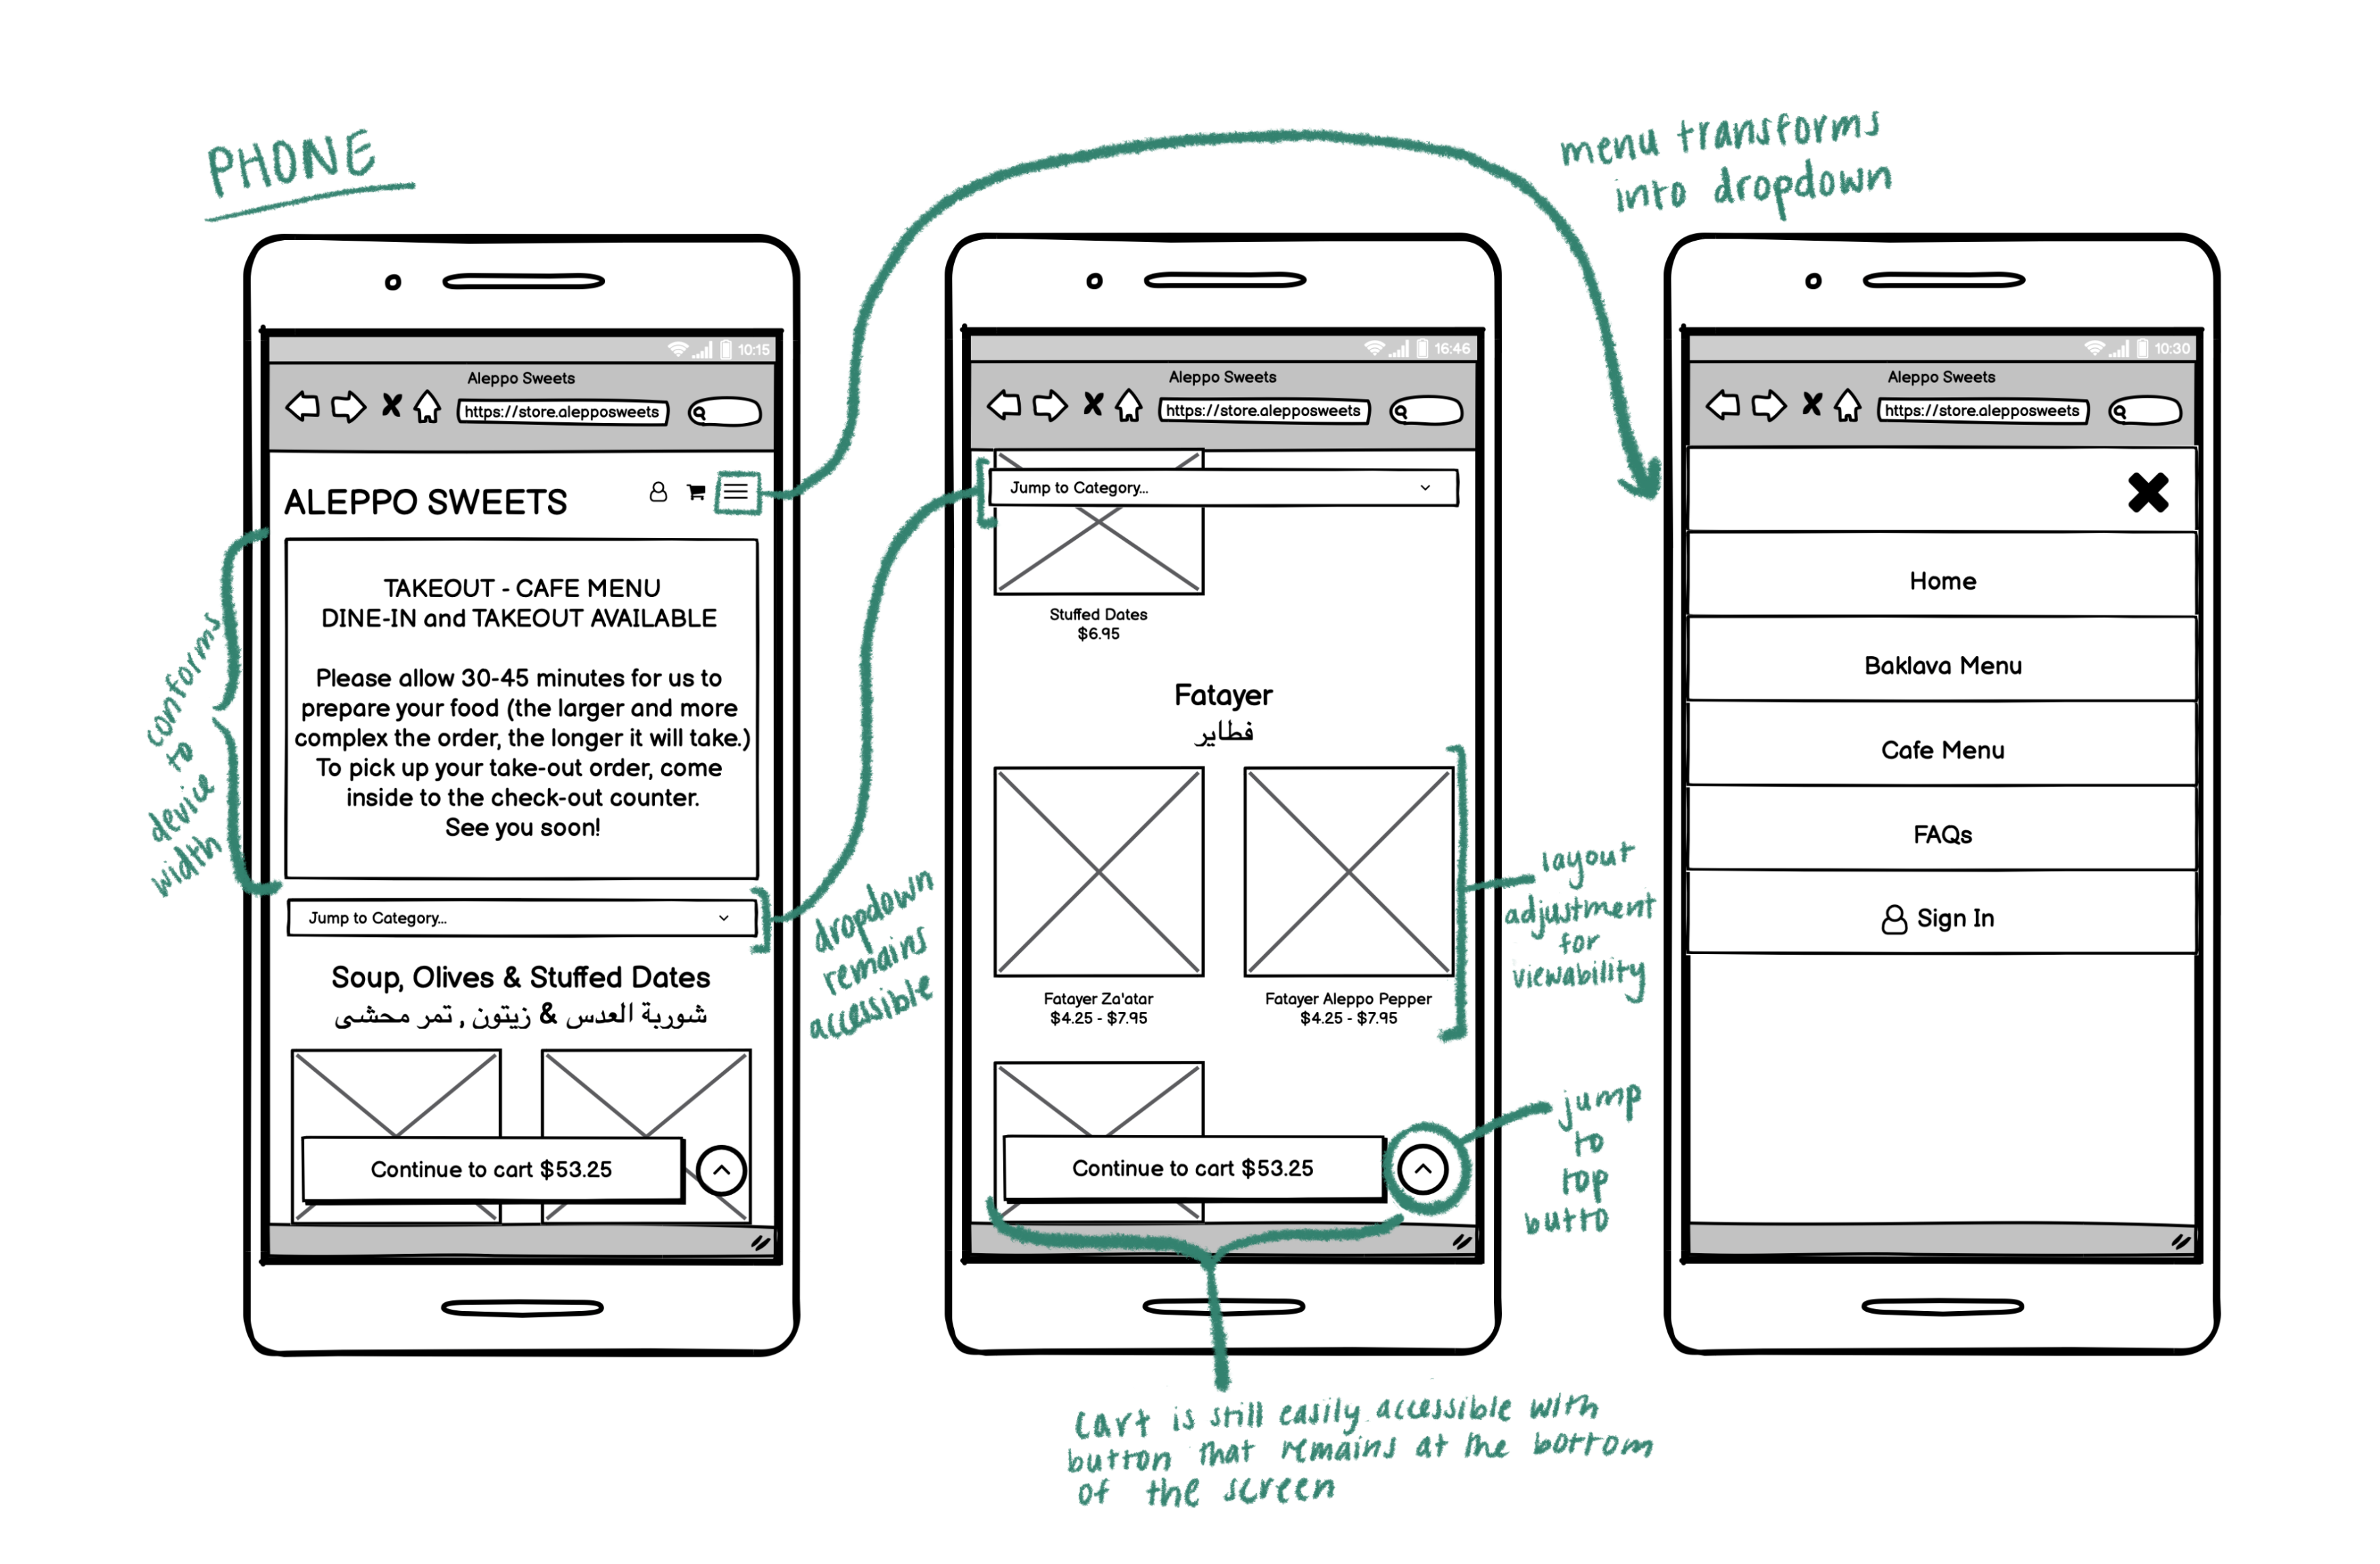 PHONE
menu transforms
into dropdown
10:15
Aleppo Sweets
https://store.alepposweets
ALEPPO SWEETS
TAKEOUT - CAFE MENU
DINE-IN and TAKEOUT AVAILABLE
Please allow 30-45 minutes for us to
prepare your food (the larger and more
complex the order, the longer it will take.)
To pick up your take-out order, come
inside to the check-out counter.
See you soon!
Jump to Category...
Soup, Olives & Stuffed Dates
شوربة العدس & زيتون , تمر محشى
Continue to cart $53.25
conforms
to
device
width
dropdown
remains
accessible
16:46
Aleppo Sweets
https://store.alepposweets
Jump to Category...
Stuffed Dates
$6.95
Fatayer
فطاير
Fatayer Za'atar
$4.25 - $7.95
Fatayer Aleppo Pepper
$4.25 - $7.95
Continue to cart $53.25
layout
adjustment
for
viewability
jump
to
top
butto
cart is still easily accessible with
button that remains at the bottom
of the screen
10:30
Aleppo Sweets
https://store.alepposweets
Home
Baklava Menu
Cafe Menu
FAQs
Sign In